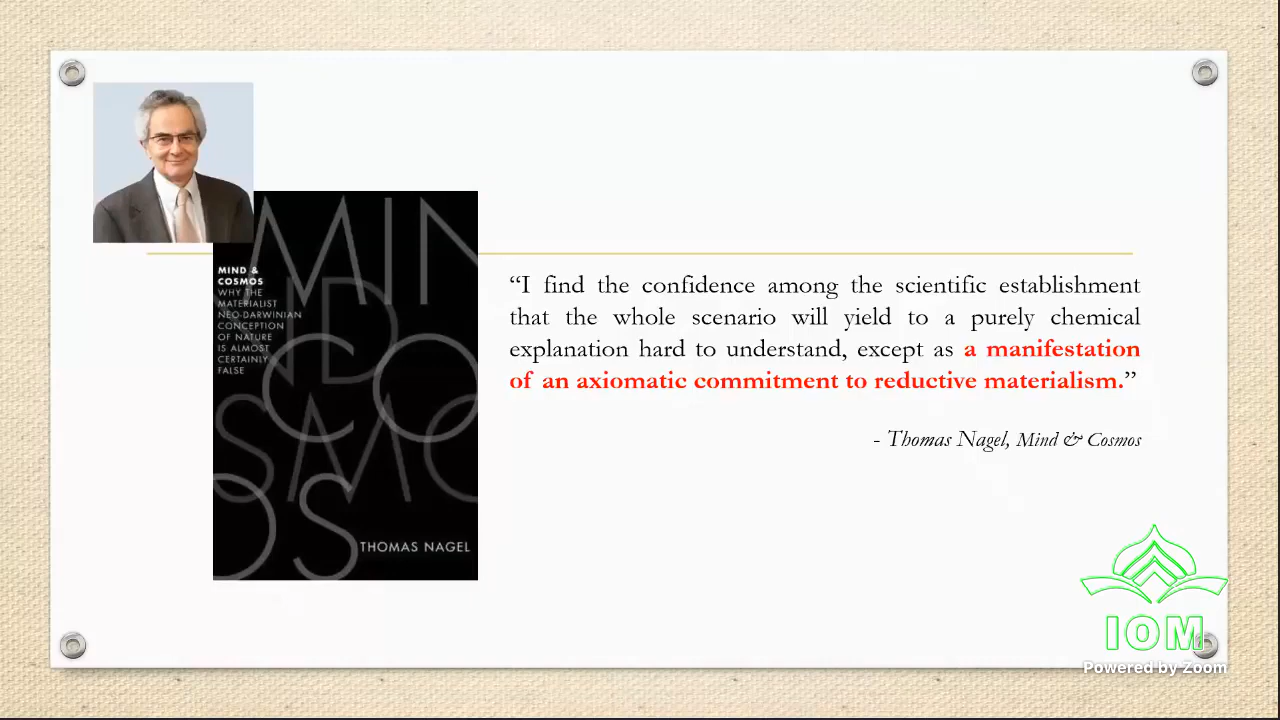 MIND &
COSMOS
WHY THE
MATERIALIST
NEO-DARWINIAN
CONCEPTION
OF NATURE
IS ALMOST
CERTAINLY
FALSE
MIND
COSMOS
THOMAS NAGEL
“I find the confidence among the scientific establishment
that the whole scenario will yield to a purely chemical
explanation hard to understand, except as a manifestation
of an axiomatic commitment to reductive materialism.”
- Thomas Nagel, Mind & Cosmos
IOM
Powered by Zoom